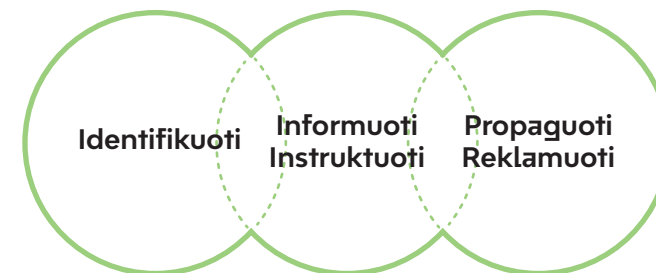 Identifikuoti
Informuoti
Instruktuoti
Propaguoti
Reklamuoti